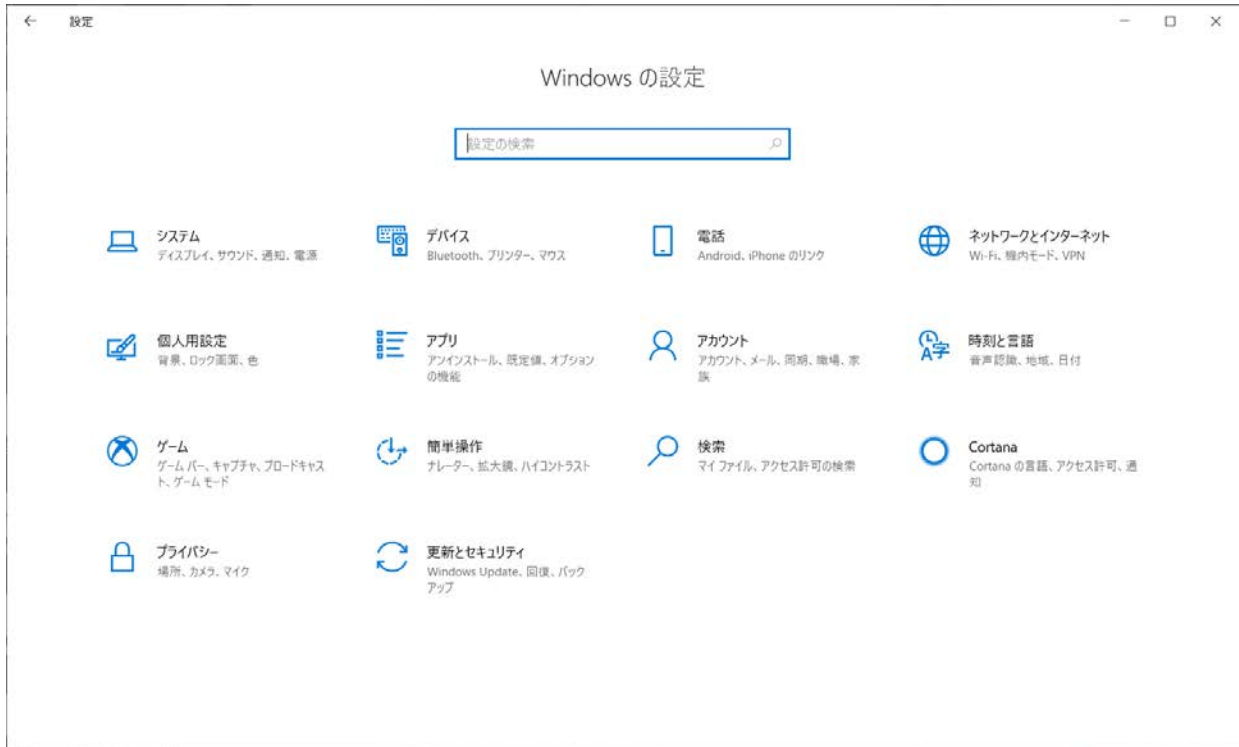 設定
Windows の設定
設定の検索
システム
ディスプレイ、サウンド、通知、電源
デバイス
Bluetooth、プリンター、マウス
電話
Android、iPhone のリンク
ネットワークとインターネット
Wi-Fi、機内モード、VPN
個人用設定
背景、ロック画面、色
アプリ
アンインストール、既定値、オプション
の機能
アカウント
アカウント、メール、同期、職場、家
族
時刻と言語
音声認識、地域、日付
ゲーム
ゲーム バー、キャプチャ、ブロードキャス
ト、ゲーム モード
簡単操作
ナレーター、拡大鏡、ハイコントラスト
検索
マイ ファイル、アクセス許可の検索
Cortana
Cortana の言語、アクセス許可、通
知
プライバシー
場所、カメラ、マイク
更新とセキュリティ
Windows Update、回復、バック
アップ